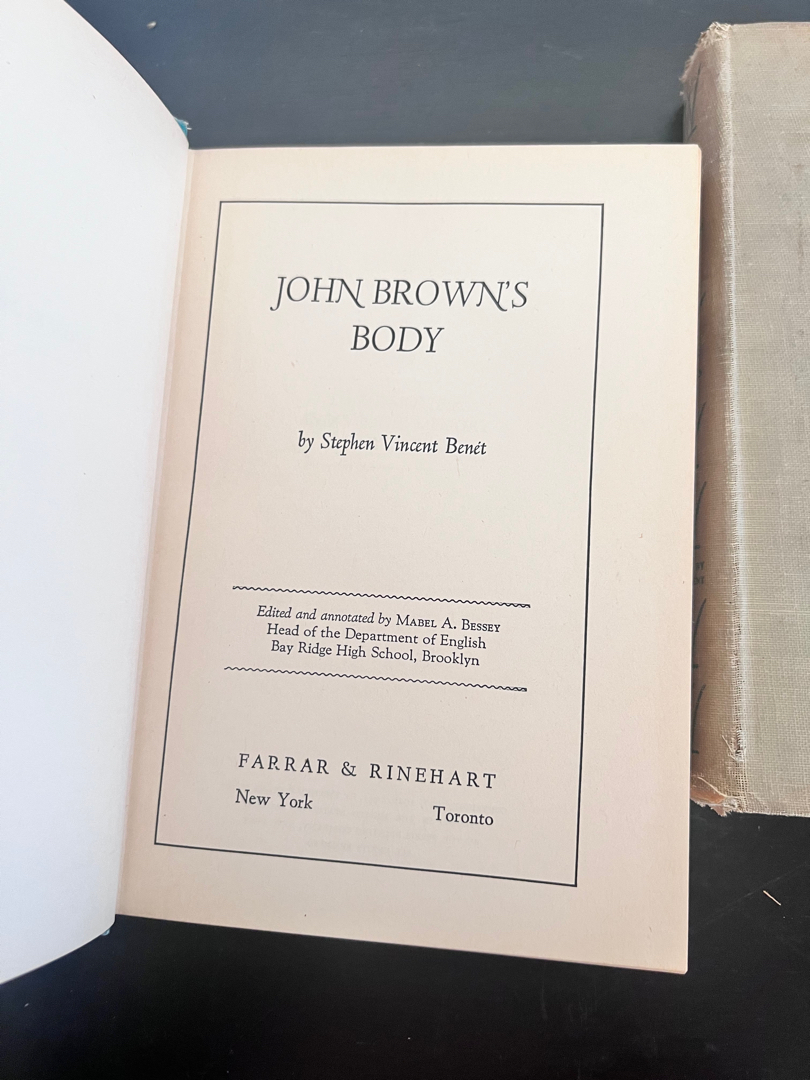 JOHN BROWN'S
BODY
by Stephen Vincent Benét
Edited and annotated by MABEL A. BESSEY
Head of the Department of English
Bay Ridge High School, Brooklyn
FARRAR & RINEHART
New York Toronto